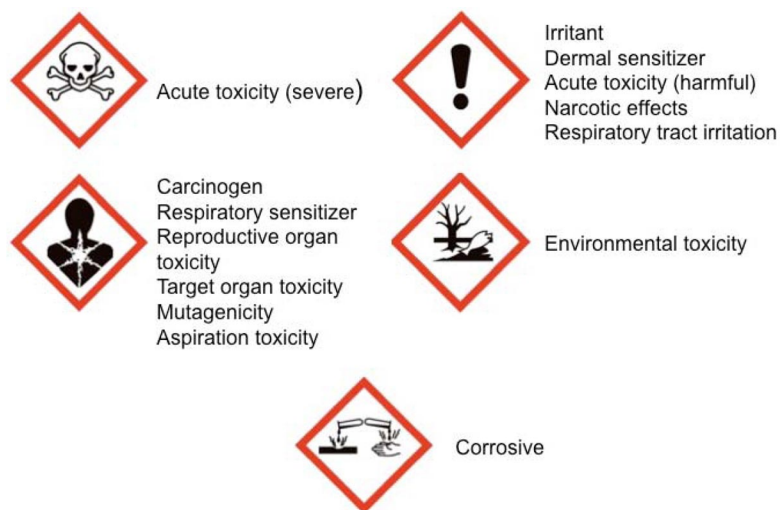 Acute toxicity (severe)
Irritant
Dermal sensitizer
Acute toxicity (harmful)
Narcotic effects
Respiratory tract irritation
Carcinogen
Respiratory sensitizer
Reproductive organ
toxicity
Target organ toxicity
Mutagenicity
Aspiration toxicity
Environmental toxicity
Corrosive